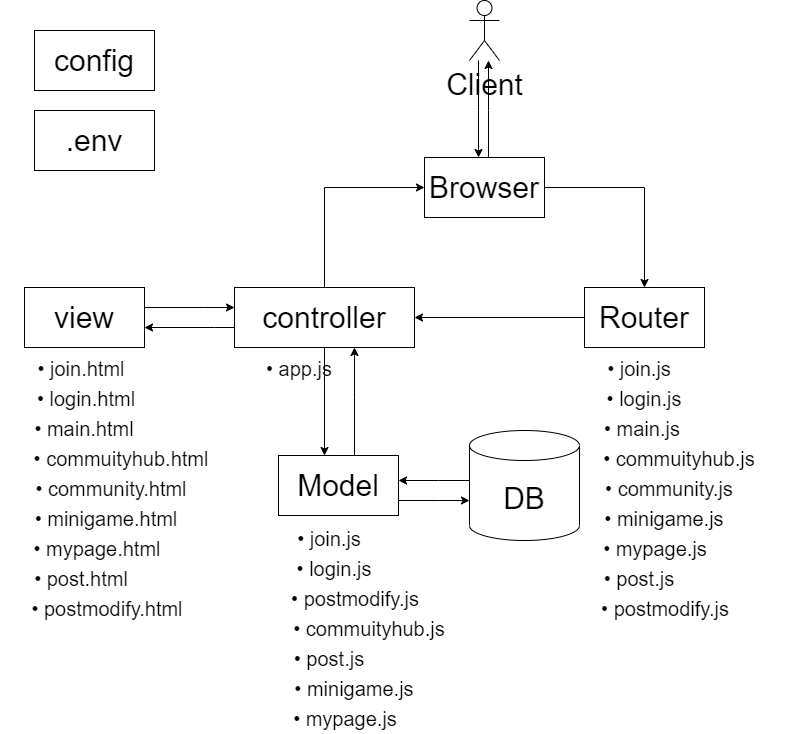 config
.env
Client
Browser
view
controller
Router
• join.html
• login.html
• main.html
• commuityhub.html
• community.html
• minigame.html
• mypage.html
• post.html
• postmodify.html
• app.js
Model
DB
• join.js
• login.js
• postmodify.js
• commuityhub.js
• post.js
• minigame.js
• mypage.js
• join.js
• login.js
• main.js
• commuityhub.js
• community.js
• minigame.js
• mypage.js
• post.js
• postmodify.js